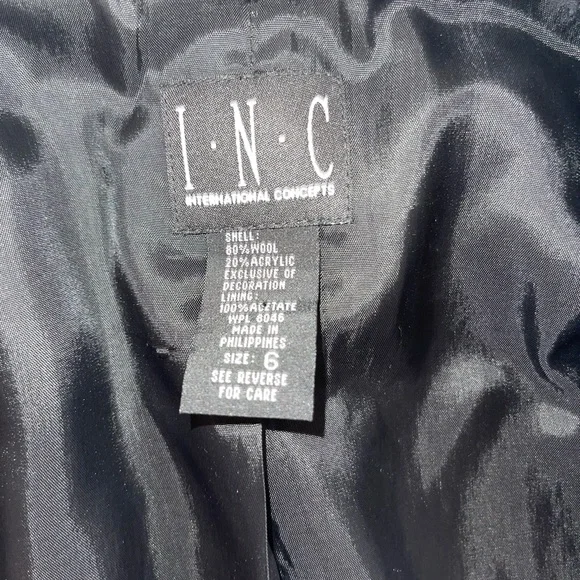 I·N·C
INTERNATIONAL CONCEPTS
SHELL:
80%WOOL
20%ACRYLIC
EXCLUSIVE OF
DECORATION
LINING:
100%ACETATE
WPL 6046
MADE IN
PHILIPPINES
SIZE: 6
SEE REVERSE
FOR CARE